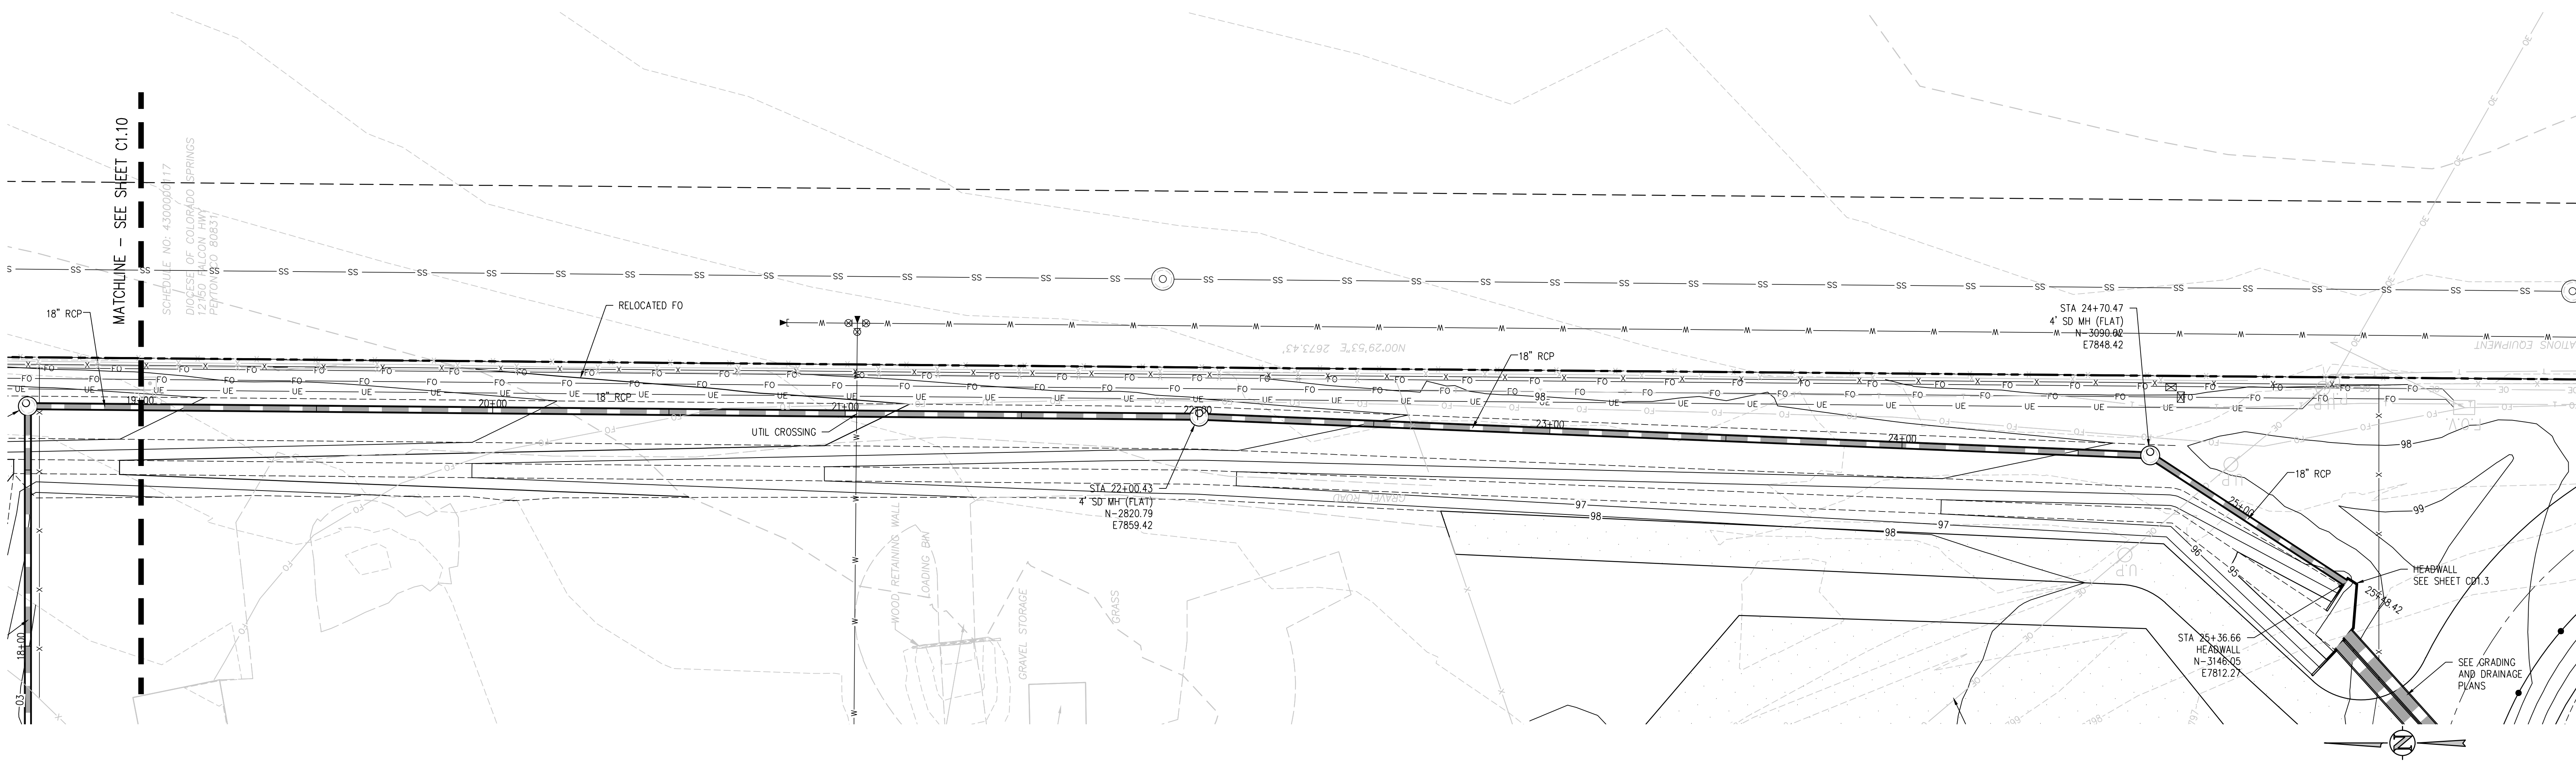 MATCHLINE - SEE SHEET C1.10
SCHEDULE NO: 4300000117
DIOCESE OF COLORADO SPRINGS
12150 FALCON HWY
PEYTON CO 80831
18" RCP
RELOCATED FO
18" RCP
UTIL CROSSING
19+00
20+00
21+00
22+00
23+00
24+00
25+00
25+48.42
18+00
N00°29'53"E 2673.43'
18" RCP
STA 24+70.47
4' SD MH (FLAT)
N-3090.62
E7848.42
STA 22+00.43
4' SD MH (FLAT)
N-2820.79
E7859.42
GRAVEL ROAD
WOOD RETAINING WALL
LOADING BIN
GRAVEL STORAGE
GRASS
98
97
98
97
98
96
95
98
99
18" RCP
F.O.V.
U.P.
U.P.
HEADWALL
SEE SHEET CD1.3
STA 25+36.66
HEADWALL
N-3146.05
E7812.27
SEE GRADING
AND DRAINAGE
PLANS
SS
W
FO
UE
X
OE
N